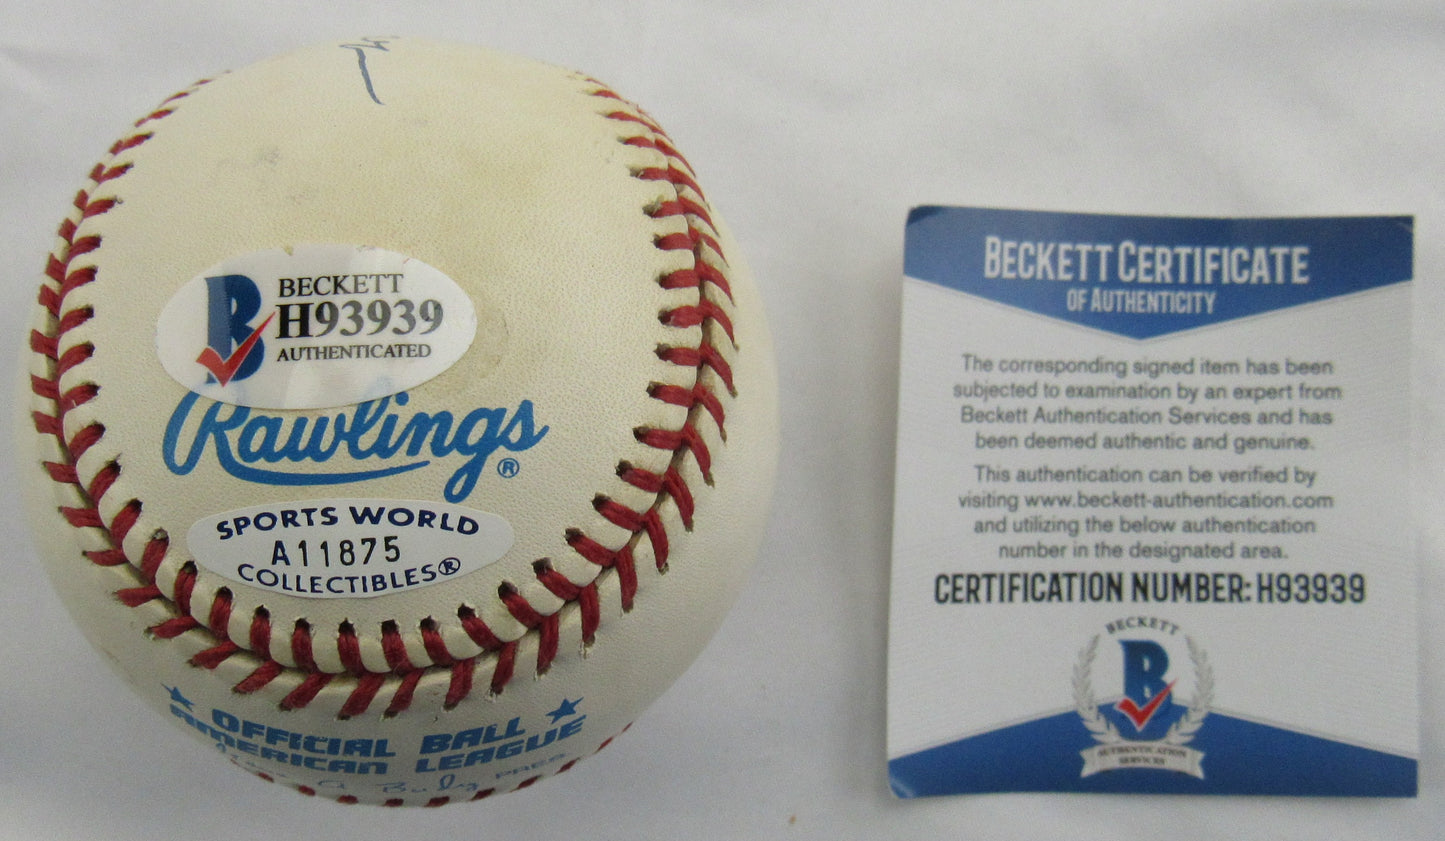 BECKETT
H93939
AUTHENTICATED
Rawlings®
SPORTS WORLD
A11875
COLLECTIBLES®
OFFICIAL BALL
AMERICAN LEAGUE
PRES.
BECKETT CERTIFICATE
OF AUTHENTICITY
The corresponding signed item has been
subjected to examination by an expert from
Beckett Authentication Services and has
been deemed authentic and genuine.
This authentication can be verified by
visiting www.beckett-authentication.com
and utilizing the below authentication
number in the designated area.
CERTIFICATION NUMBER: H93939
BECKETT
B
AUTHENTICATION
SERVICES